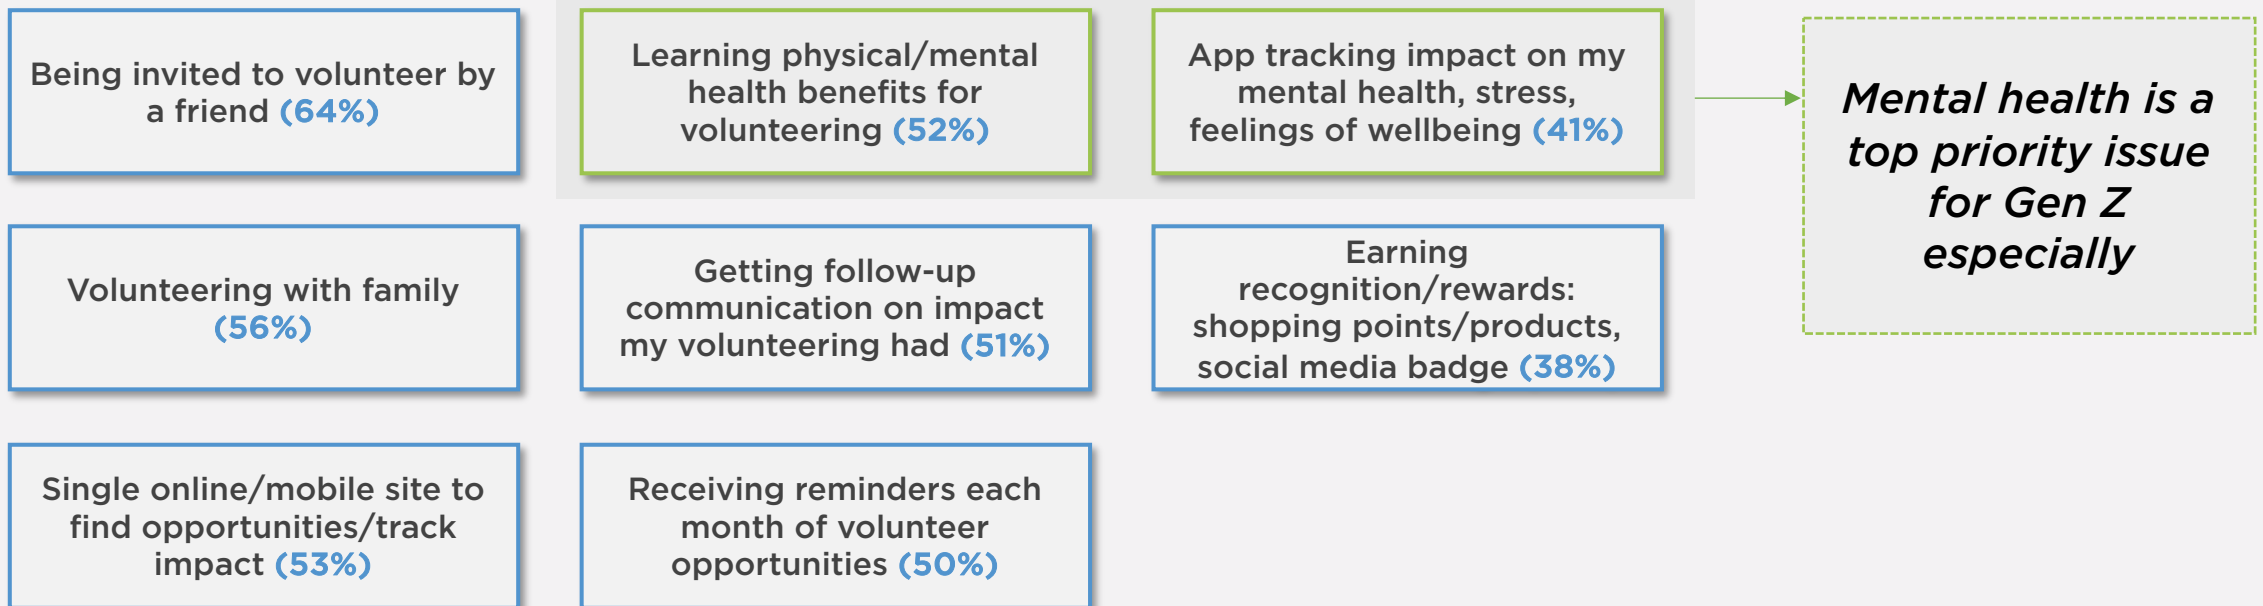 Being invited to volunteer by
a friend (64%)
Learning physical/mental
health benefits for
volunteering (52%)
App tracking impact on my
mental health, stress,
feelings of wellbeing (41%)
Mental health is a
top priority issue
for Gen Z
especially
Volunteering with family
(56%)
Getting follow-up
communication on impact
my volunteering had (51%)
Earning
recognition/rewards:
shopping points/products,
social media badge (38%)
Single online/mobile site to
find opportunities/track
impact (53%)
Receiving reminders each
month of volunteer
opportunities (50%)